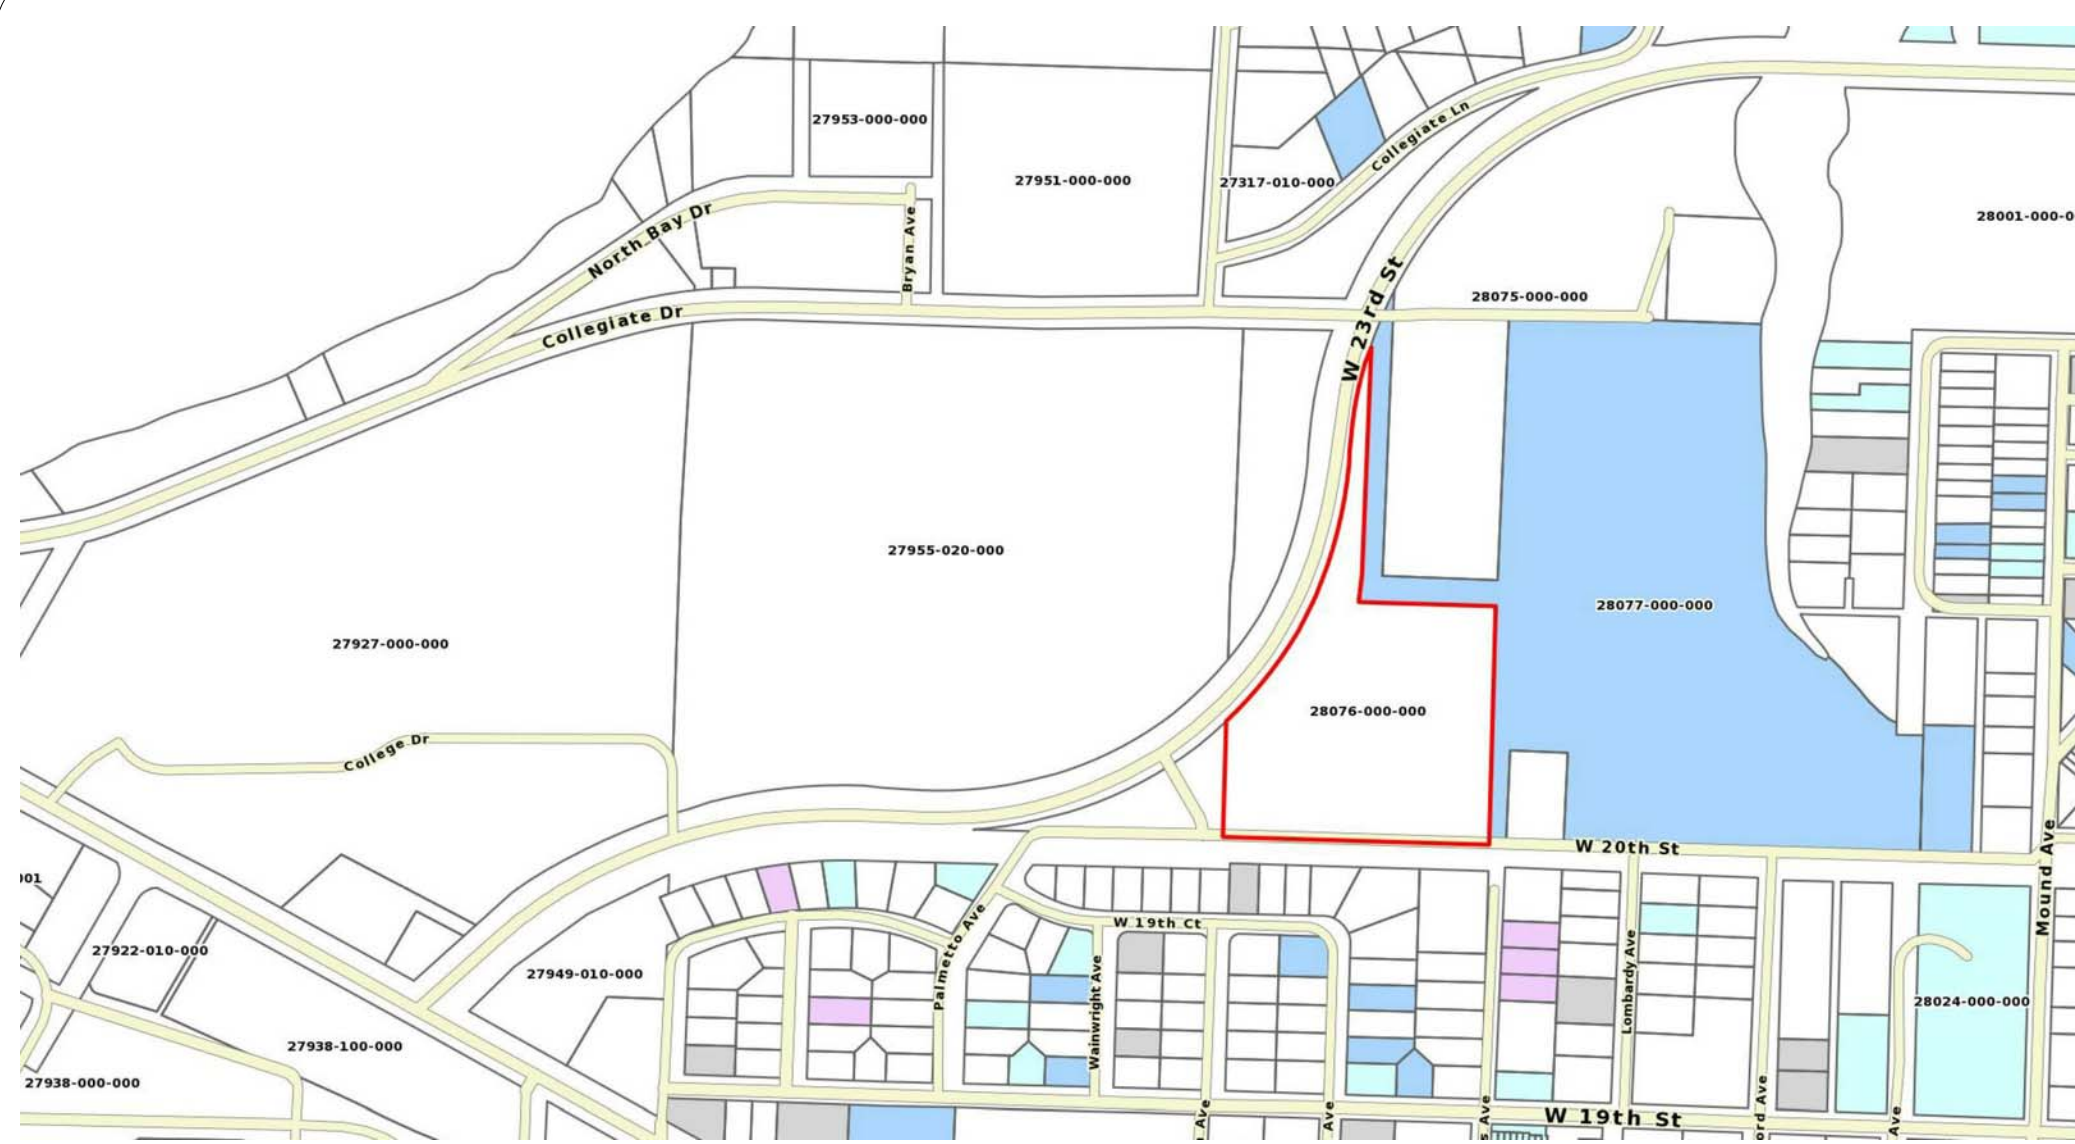 27953-000-000
Collegiate Ln
27951-000-000
27317-010-000
28001-000-0
North Bay Dr
Bryan Ave
W 23rd St
28075-000-000
Collegiate Dr
27955-020-000
28077-000-000
27927-000-000
28076-000-000
College Dr
W 20th St
Mound Ave
001
W 19th Ct
27922-010-000
27949-010-000
Palmetto Ave
Wainwright Ave
Lombardy Ave
28024-000-000
27938-100-000
27938-000-000
Ave
Ave
s Ave
W 19th St
ord Ave
Ave